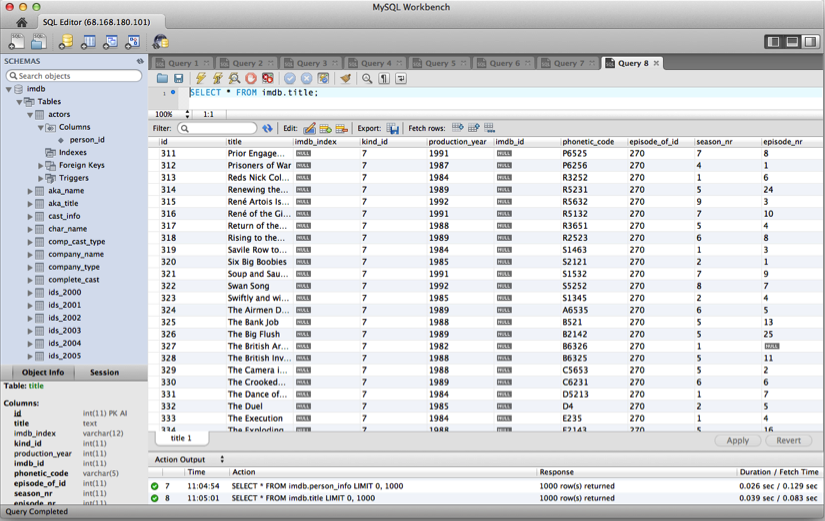 MySQL Workbench
SQL Editor (68.168.180.101)
SCHEMAS
Search objects
imdb
Tables
actors
Columns
person_id
Indexes
Foreign Keys
Triggers
aka_name
aka_title
cast_info
char_name
comp_cast_type
company_name
company_type
complete_cast
ids_2000
ids_2001
ids_2002
ids_2003
ids_2004
ids_2005
Object Info Session
Table: title
Columns:
id int(11) PK AI
title text
imdb_index varchar(12)
kind_id int(11)
production_year int(11)
imdb_id int(11)
phonetic_code varchar(5)
episode_of_id int(11)
season_nr int(11)
episode_nr int(11)
Query Completed
Query 1 Query 2 Query 3 Query 4 Query 5 Query 6 Query 7 Query 8
1 SELECT * FROM imdb.title;
100% 1:1
Filter: Edit: Export: Fetch rows:
id title imdb_index kind_id production_year imdb_id phonetic_code episode_of_id season_nr episode_nr
311 Prior Engage... NULL 7 1991 NULL P6525 270 7 8
312 Prisoners of War NULL 7 1987 NULL P6256 270 4 1
313 Reds Nick Col... NULL 7 1984 NULL R3252 270 1 6
314 Renewing the... NULL 7 1989 NULL R5231 270 5 24
315 René Artois Is... NULL 7 1992 NULL R5632 270 9 3
316 René of the Gi... NULL 7 1991 NULL R5132 270 7 10
317 Return of the... NULL 7 1988 NULL R3651 270 5 4
318 Rising to the... NULL 7 1989 NULL R2523 270 6 8
319 Savile Row to... NULL 7 1984 NULL S1463 270 1 3
320 Six Big Boobies NULL 7 1985 NULL S2121 270 2 1
321 Soup and Sau... NULL 7 1991 NULL S1532 270 7 9
322 Swan Song NULL 7 1992 NULL S5252 270 8 7
323 Swiftly and wi... NULL 7 1985 NULL S1345 270 2 4
324 The Airmen D... NULL 7 1989 NULL A6535 270 6 5
325 The Bank Job NULL 7 1988 NULL B521 270 5 13
326 The Big Flush NULL 7 1989 NULL B2142 270 5 25
327 The British Ar... NULL 7 1982 NULL B6326 270 1 NULL
328 The British Inv... NULL 7 1988 NULL B6325 270 5 11
329 The Camera i... NULL 7 1988 NULL C5653 270 5 2
330 The Crooked... NULL 7 1989 NULL C6231 270 6 6
331 The Dance of... NULL 7 1984 NULL D5213 270 1 7
332 The Duel NULL 7 1985 NULL D4 270 2 5
333 The Execution NULL 7 1984 NULL E235 270 1 4
334 The Exploding NULL 7 1988 NULL E2143 270 5 16
title 1 Apply Revert
Action Output
Time Action Response Duration / Fetch Time
7 11:04:54 SELECT * FROM imdb.person_info LIMIT 0, 1000 1000 row(s) returned 0.026 sec / 0.129 sec
8 11:05:01 SELECT * FROM imdb.title LIMIT 0, 1000 1000 row(s) returned 0.039 sec / 0.083 sec